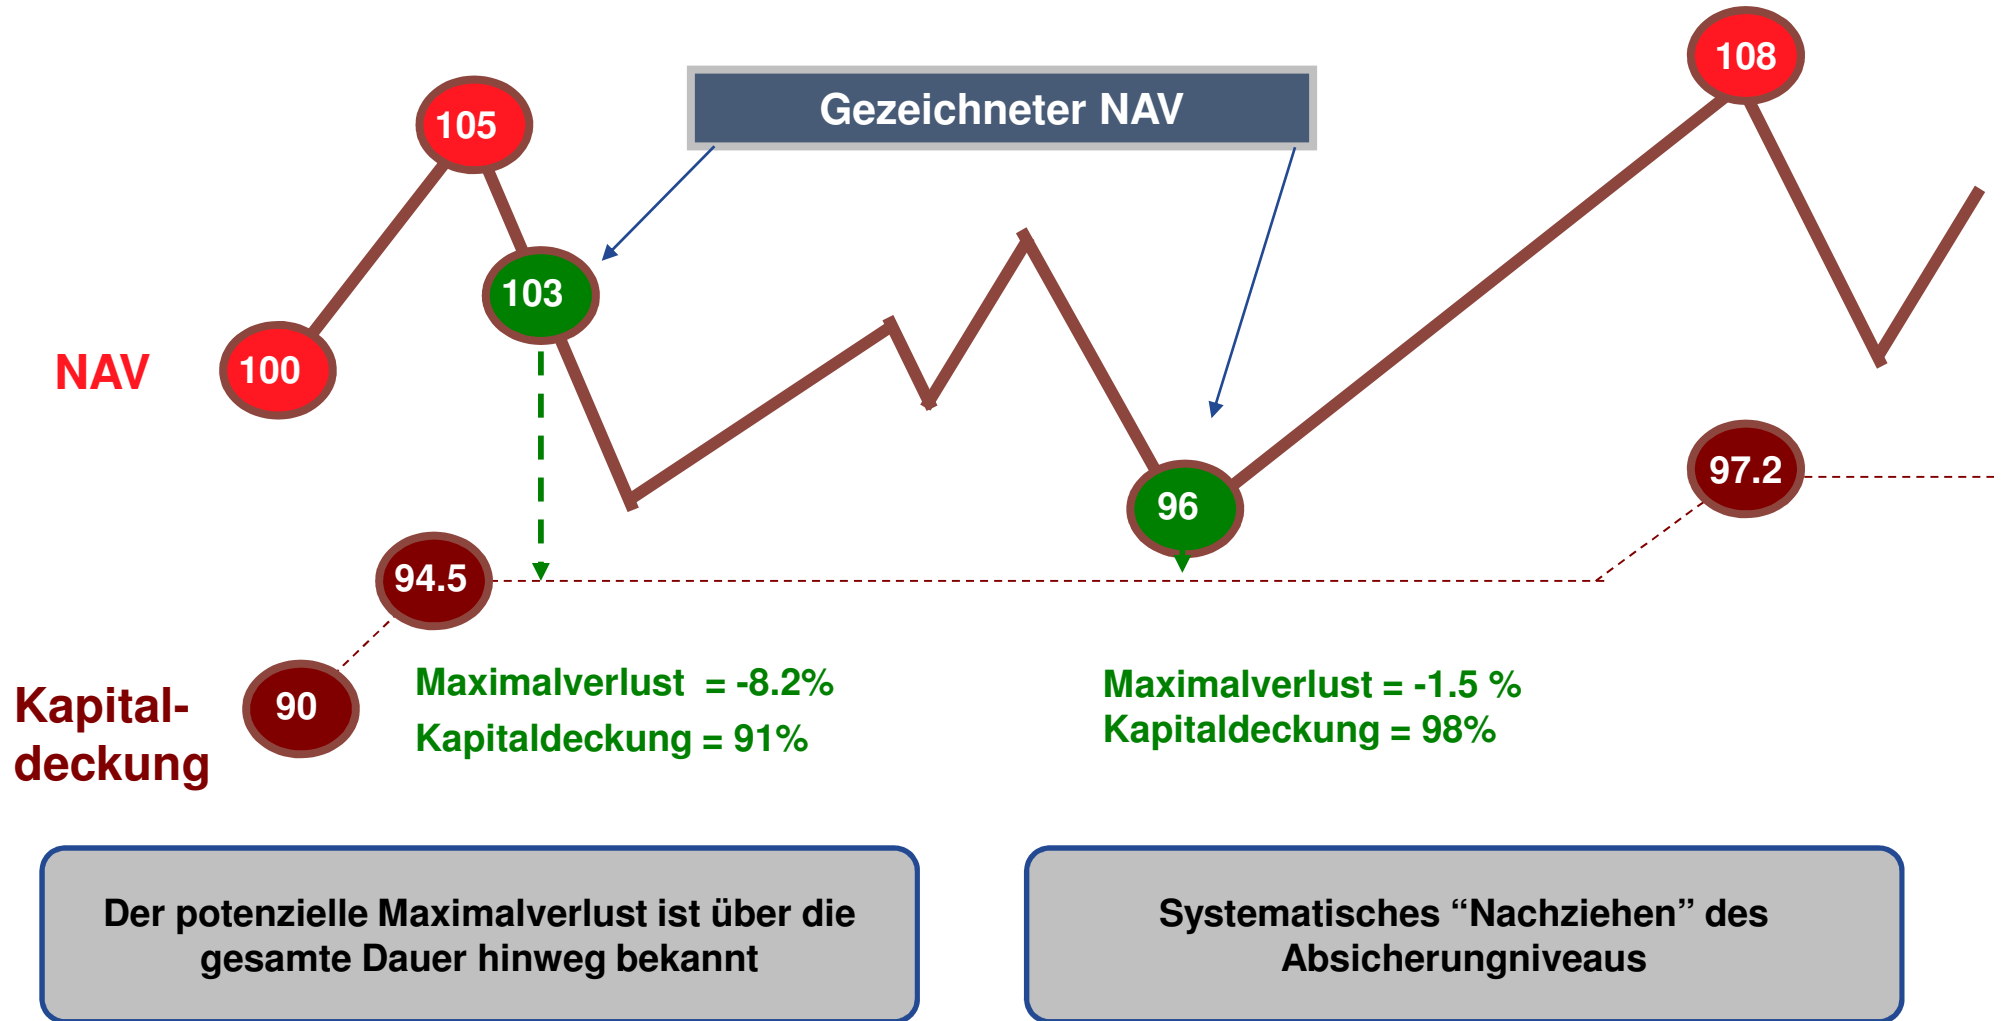 108
105
Gezeichneter NAV
103
NAV
100
97.2
96
94.5
90
Kapital-
deckung
Maximalverlust  = -8.2%
Kapitaldeckung = 91%
Maximalverlust = -1.5 %
Kapitaldeckung = 98%
Der potenzielle Maximalverlust ist über die
gesamte Dauer hinweg bekannt
Systematisches “Nachziehen” des
Absicherungniveaus